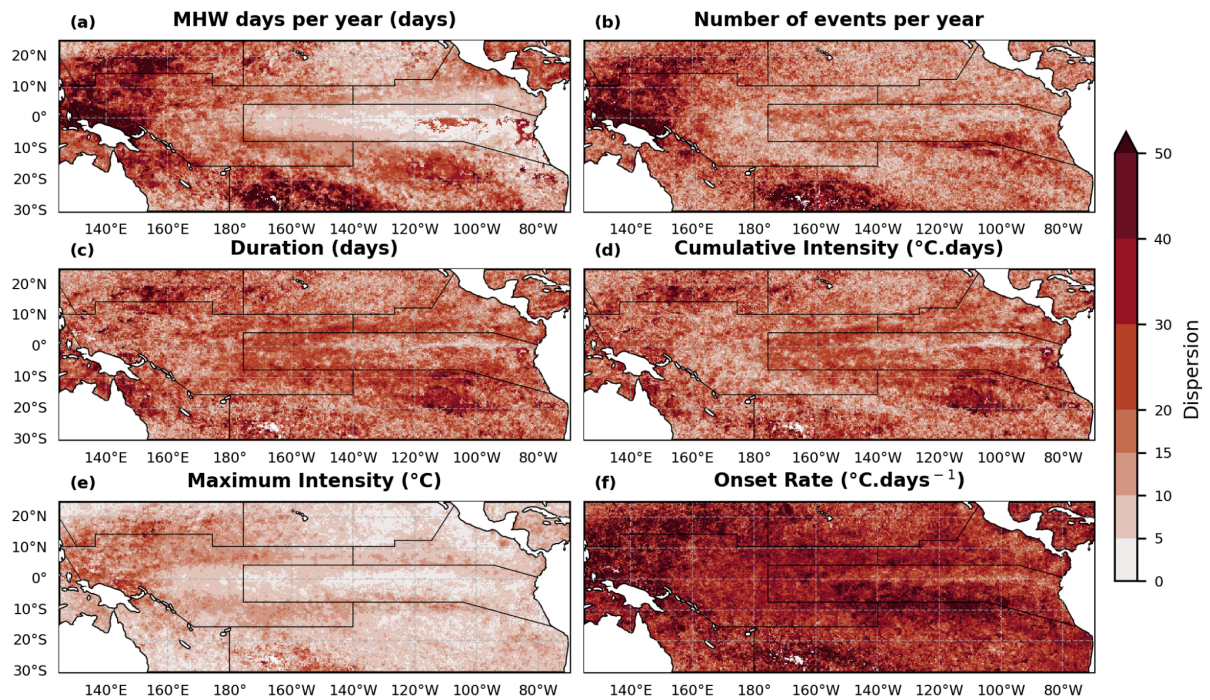 (a) MHW days per year (days)
(b) Number of events per year
20°N
10°N
0°
10°S
20°S
30°S
140°E 160°E 180° 160°W 140°W 120°W 100°W 80°W
140°E 160°E 180° 160°W 140°W 120°W 100°W 80°W
(c) Duration (days)
(d) Cumulative Intensity (°C.days)
20°N
10°N
0°
10°S
20°S
30°S
140°E 160°E 180° 160°W 140°W 120°W 100°W 80°W
140°E 160°E 180° 160°W 140°W 120°W 100°W 80°W
(e) Maximum Intensity (°C)
(f) Onset Rate (°C.days⁻¹)
20°N
10°N
0°
10°S
20°S
30°S
140°E 160°E 180° 160°W 140°W 120°W 100°W 80°W
140°E 160°E 180° 160°W 140°W 120°W 100°W 80°W
50
40
30
20
15
10
5
0
Dispersion